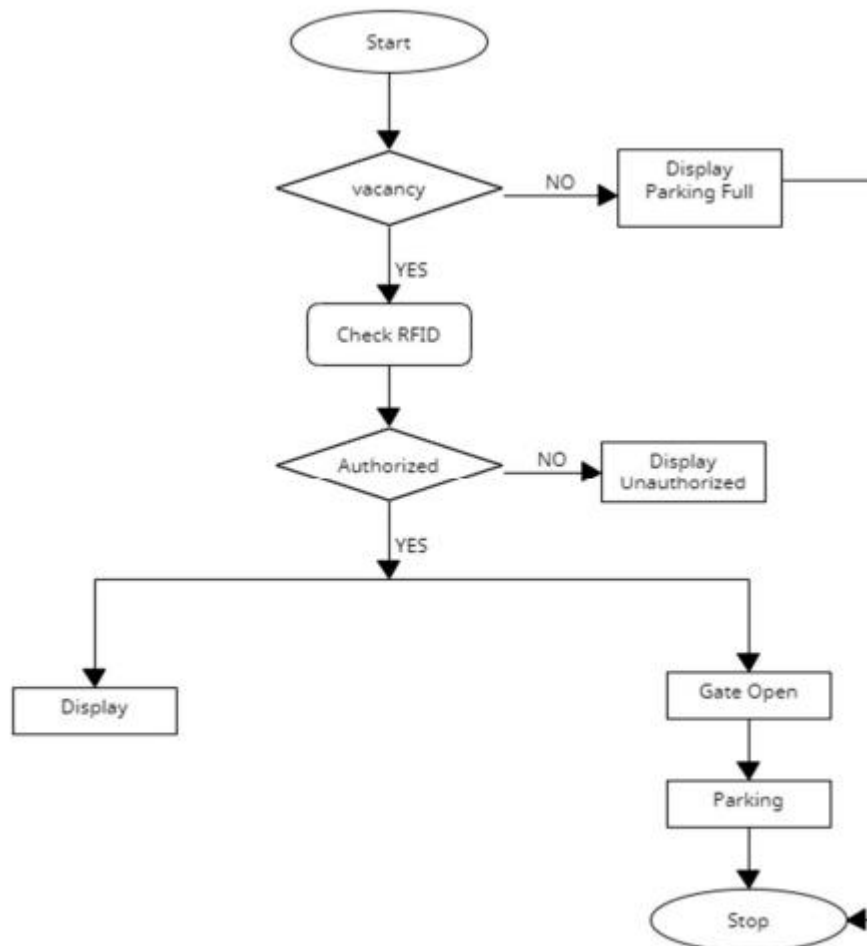 Start
vacancy
NO
Display
Parking Full
YES
Check RFID
Authorized
NO
Display
Unauthorized
YES
Display
Gate Open
Parking
Stop